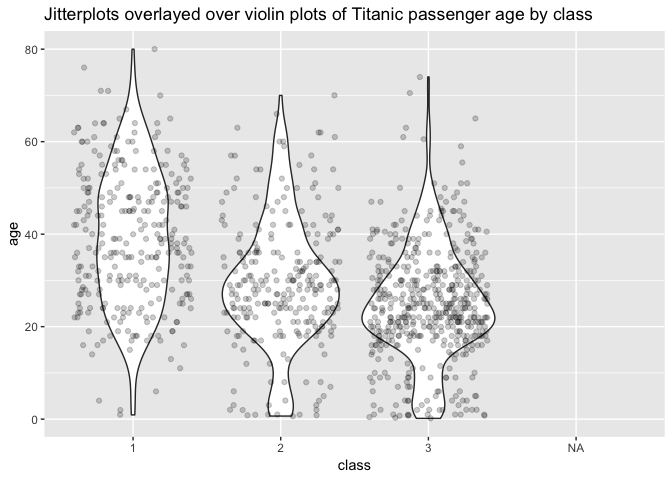 Jitterplots overlayed over violin plots of Titanic passenger age by class
80
60
40
20
0
age
1 2 3 NA
class